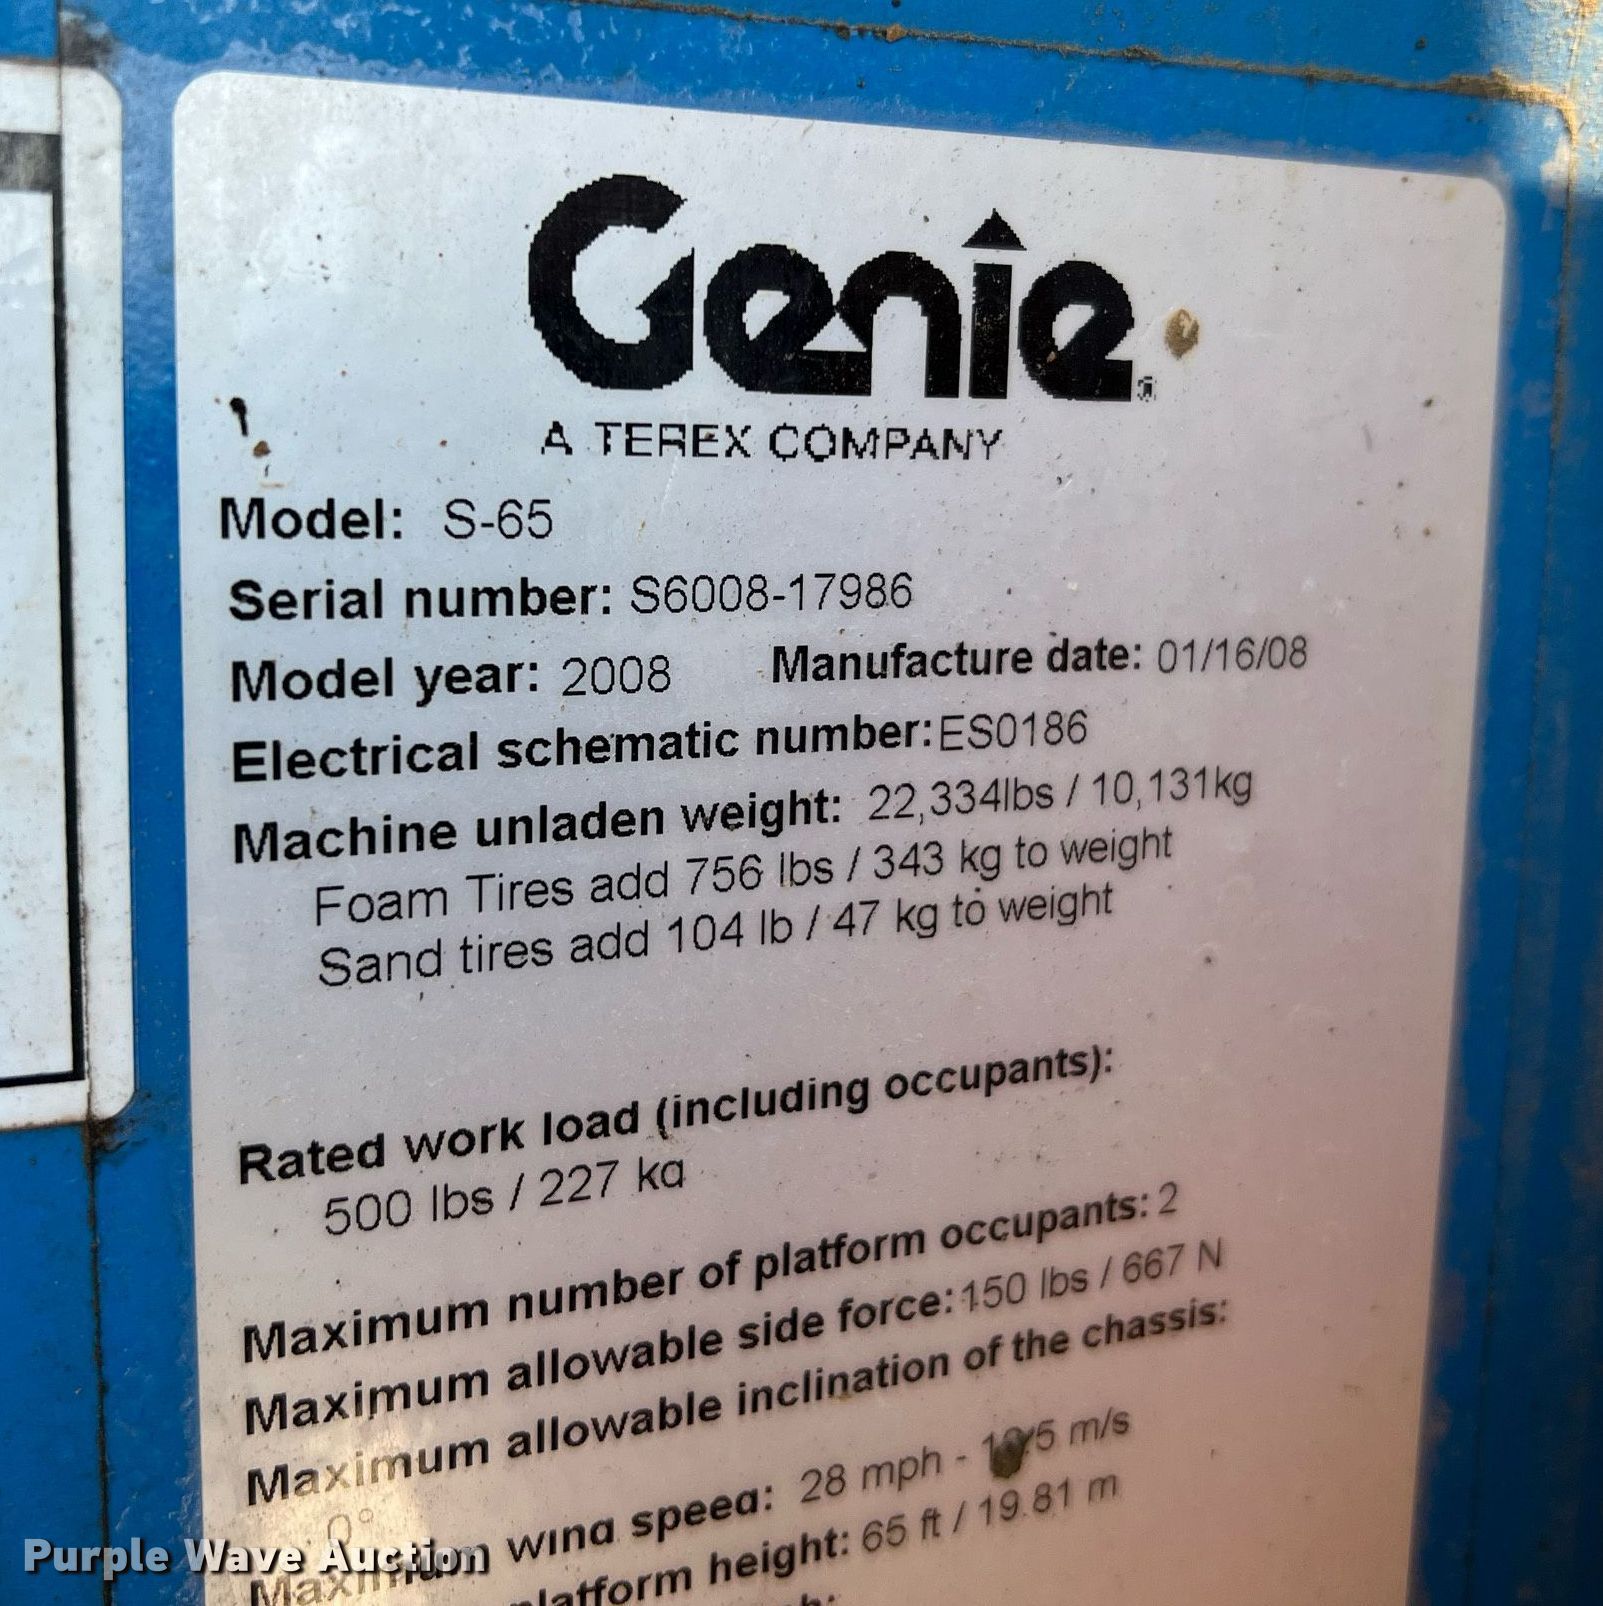 Genie
A TEREX COMPANY
Model: S-65
Serial number: S6008-17986
Model year: 2008 Manufacture date: 01/16/08
Electrical schematic number: ES0186
Machine unladen weight: 22,334lbs / 10,131kg
Foam Tires add 756 lbs / 343 kg to weight
Sand tires add 104 lb / 47 kg to weight
Rated work load (including occupants):
500 lbs / 227 kg
Maximum number of platform occupants: 2
Maximum allowable side force: 150 lbs / 667 N
Maximum allowable inclination of the chassis:
0°
Maximum wind speed: 28 mph - 12.5 m/s
platform height: 65 ft / 19.81 m
Purple Wave Auction